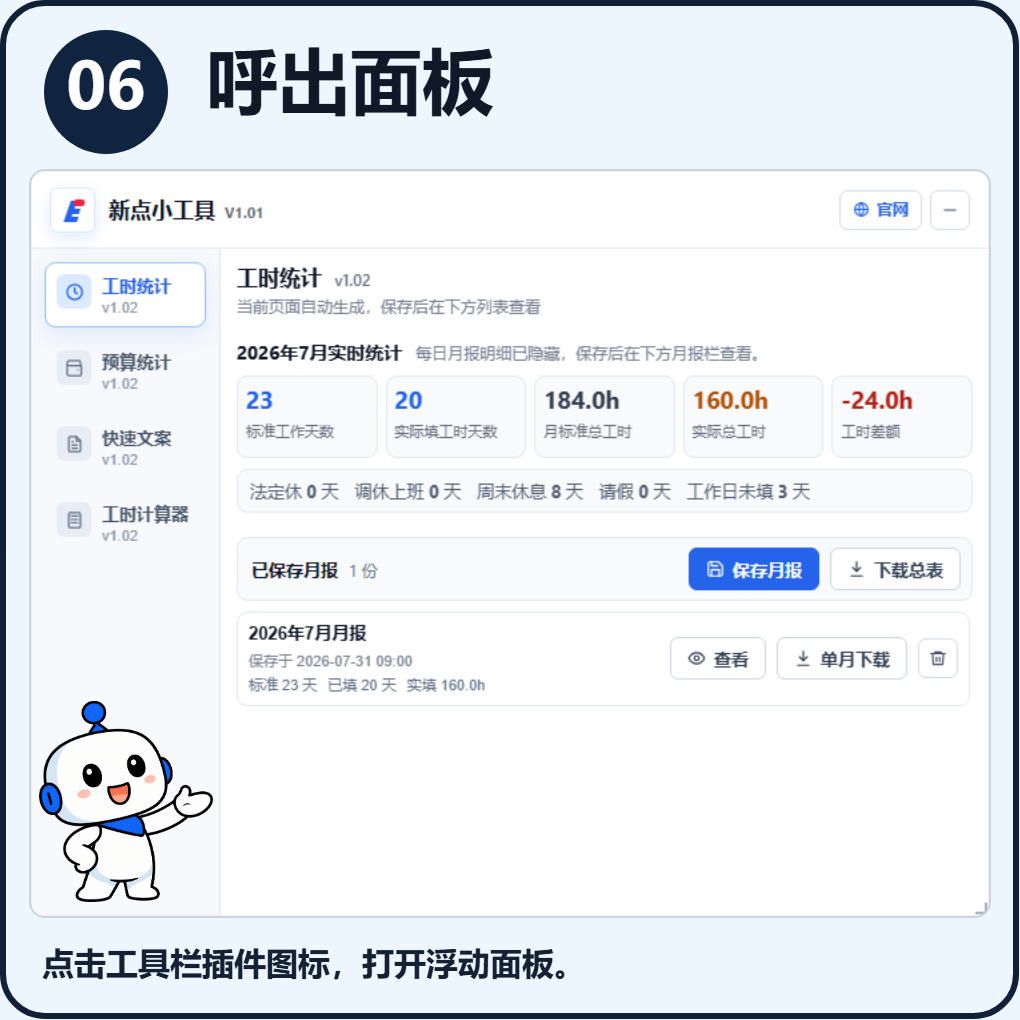 06 呼出面板
新点小工具 V1.01
官网
工时统计
v1.02
预算统计
v1.02
快速文案
v1.02
工时计算器
v1.02
工时统计 v1.02
当前页面自动生成，保存后在下方列表查看
2026年7月实时统计 每日月报明细已隐藏，保存后在下方月报栏查看。
23
标准工作天数
20
实际填工时天数
184.0h
月标准总工时
160.0h
实际总工时
-24.0h
工时差额
法定休 0 天 调休上班 0 天 周末休息 8 天 请假 0 天 工作日未填 3 天
已保存月报 1 份
保存月报
下载总表
2026年7月月报
保存于 2026-07-31 09:00
标准 23 天 已填 20 天 实填 160.0h
查看
单月下载
点击工具栏插件图标，打开浮动面板。